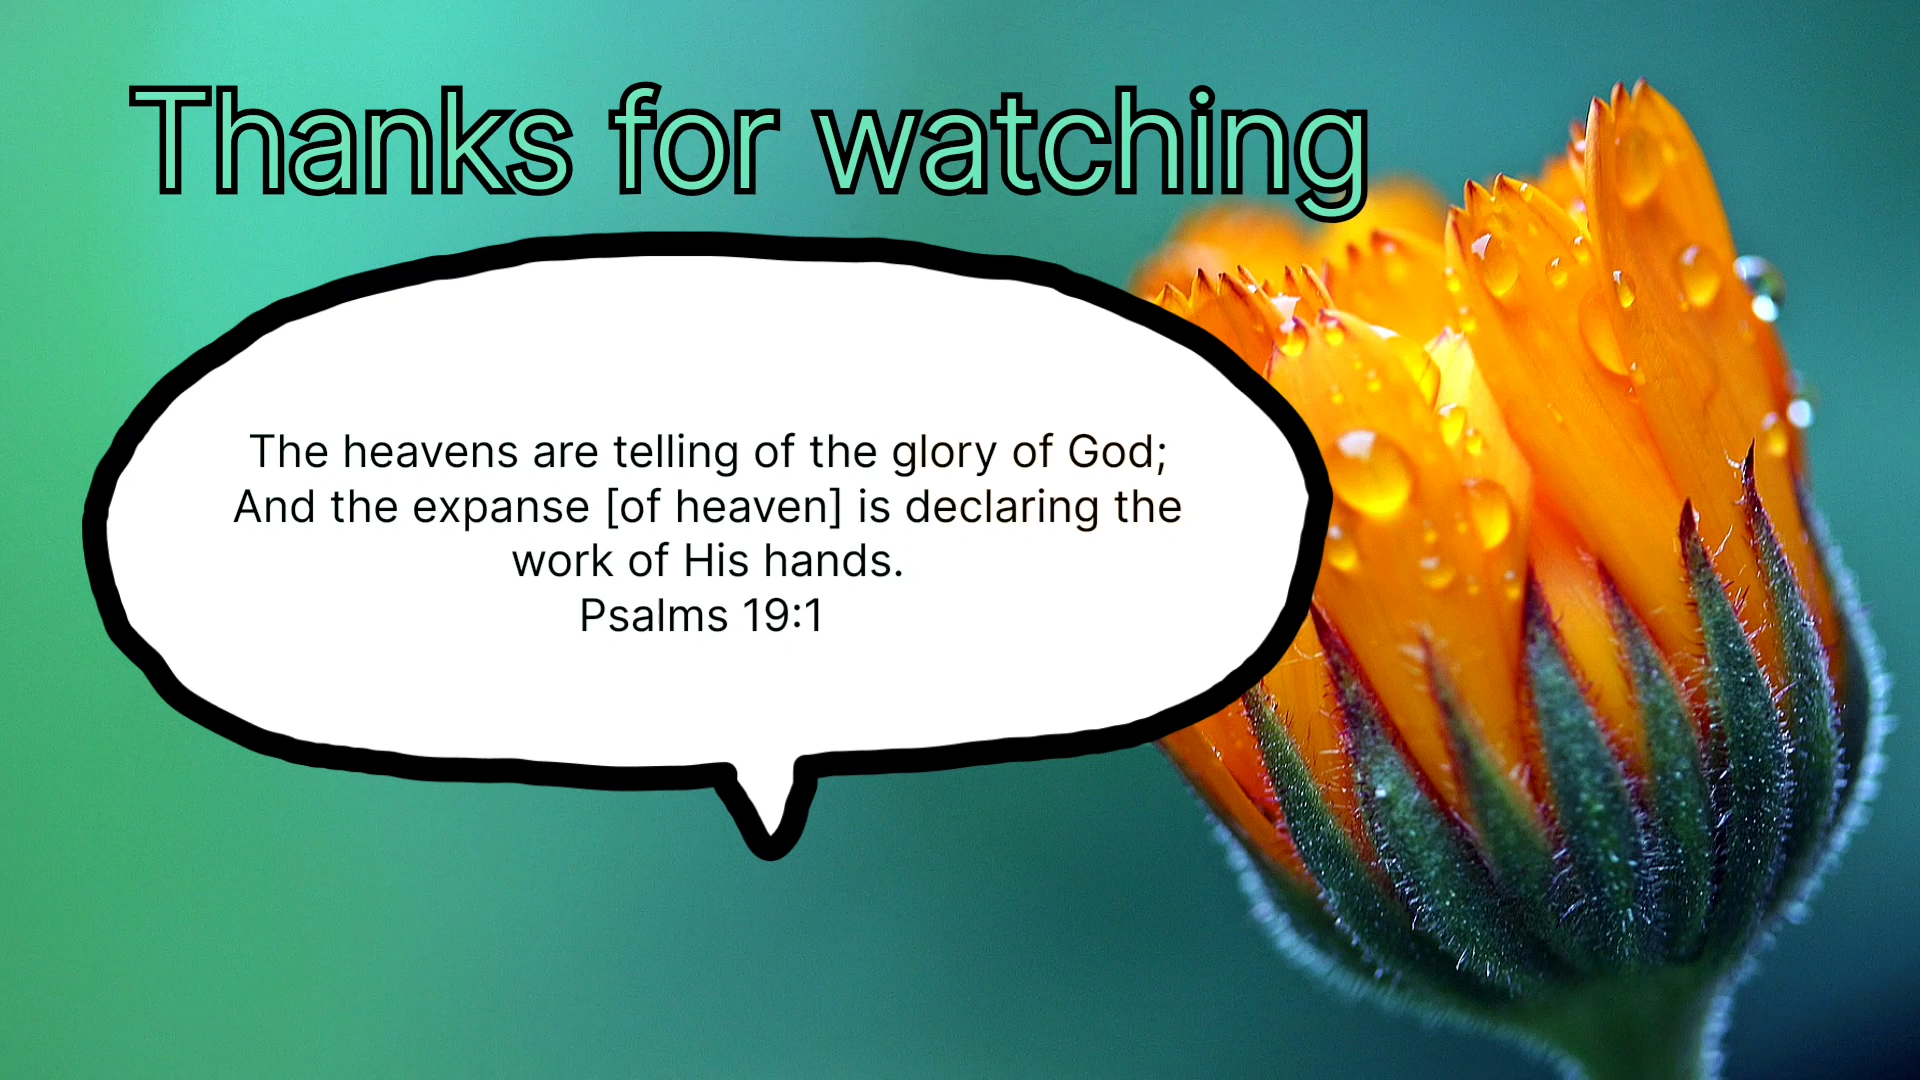 Thanks for watching
The heavens are telling of the glory of God;
And the expanse [of heaven] is declaring the
work of His hands.
Psalms 19:1